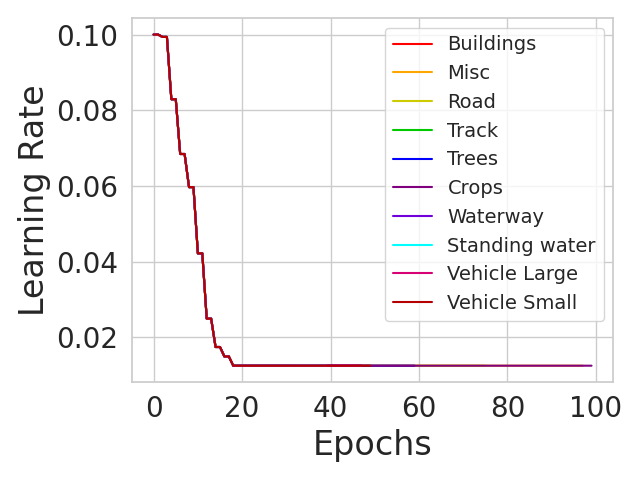 0.10
0.08
0.06
0.04
0.02
Learning Rate
0
20
40
60
80
100
Epochs
Buildings
Misc
Road
Track
Trees
Crops
Waterway
Standing water
Vehicle Large
Vehicle Small